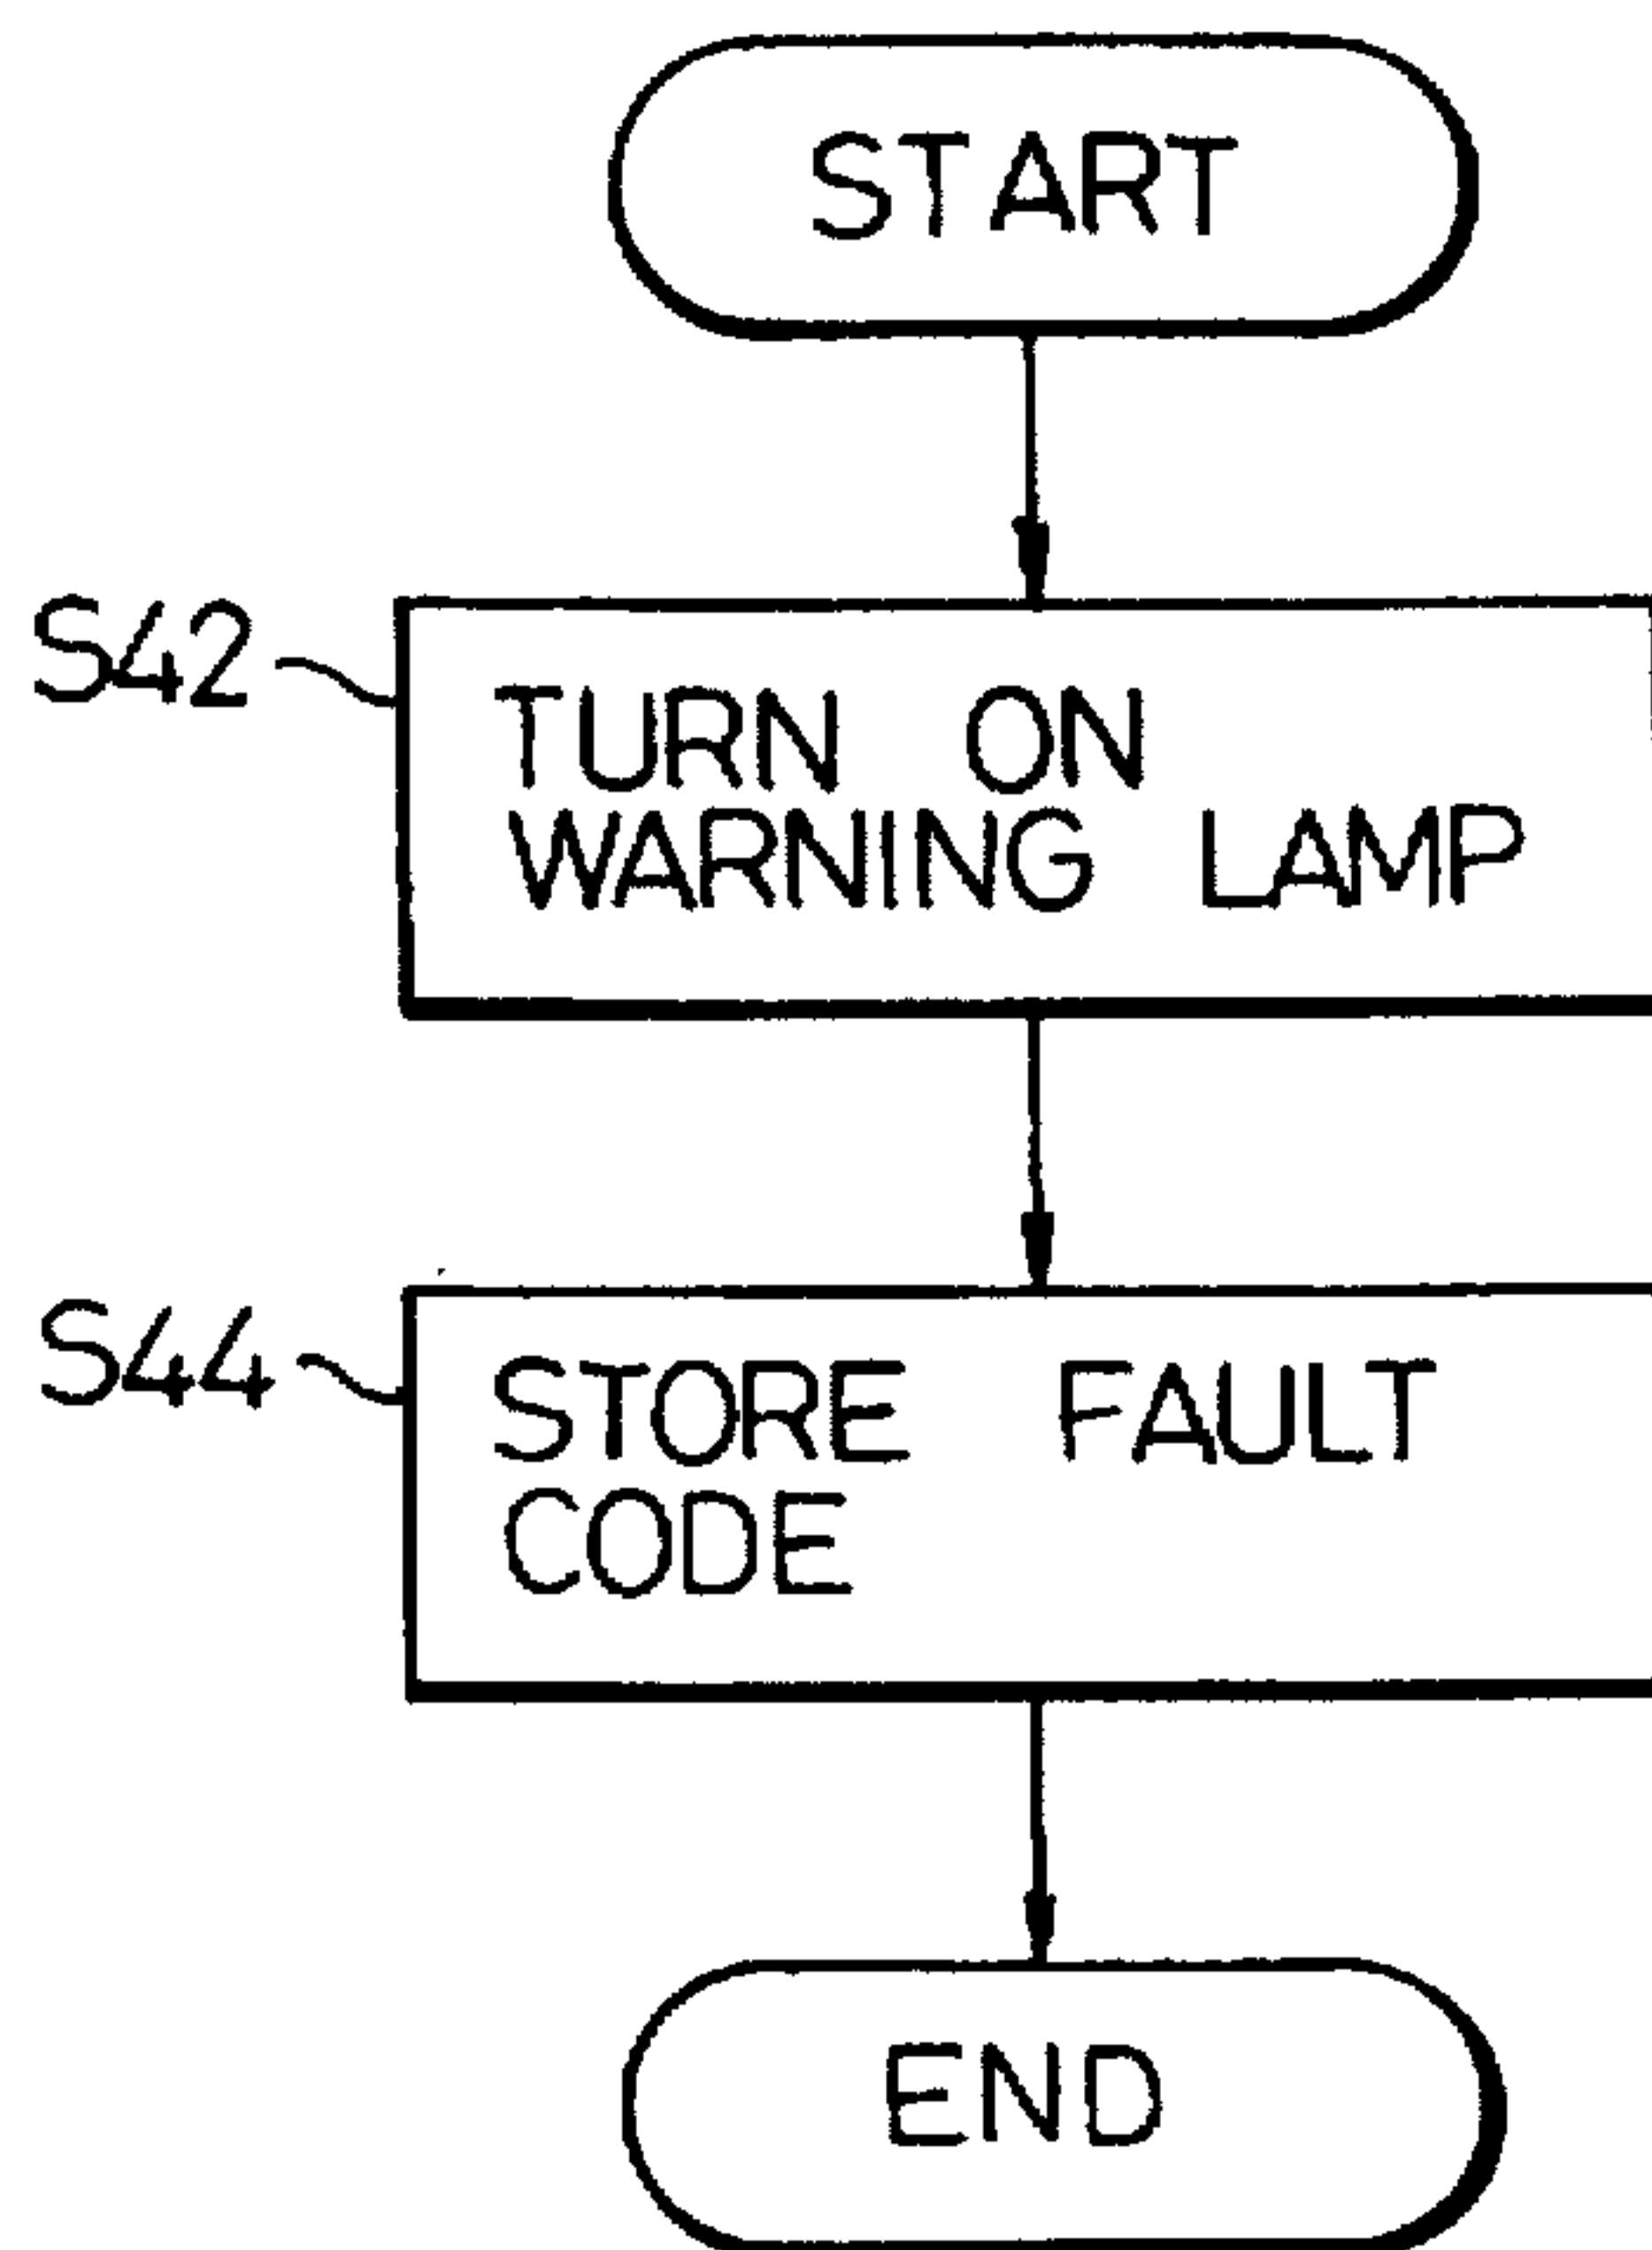 START
S42
TURN ON
WARNING LAMP
S44
STORE FAULT
CODE
END